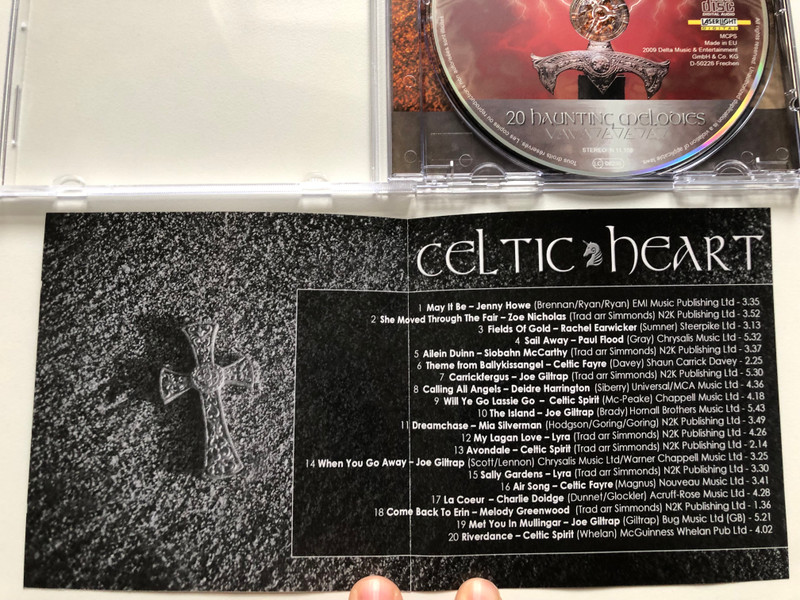 DISC
DIGITAL AUDIO
LASERLIGHT
DIGITAL
MCPS
Made in EU
2009 Delta Music & Entertainment
GmbH & Co. KG
D-50226 Frechen
20 haunting melodies
STEREO
CELTIC HEART
1 May It Be – Jenny Howe (Brennan/Ryan/Ryan) EMI Music Publishing Ltd - 3.35
2 She Moved Through The Fair – Zoe Nicholas (Trad arr Simmonds) N2K Publishing Ltd - 3.52
3 Fields Of Gold – Rachel Earwicker (Sumner) Steerpike Ltd - 3.13
4 Sail Away – Paul Flood (Gray) Chrysalis Music Ltd - 5.32
5 Ailein Duinn – Siobahn McCarthy (Trad arr Simmonds) N2K Publishing Ltd - 3.37
6 Theme from Ballykissangel – Celtic Fayre (Davey) Shaun Carrick Davey - 2.25
7 Carrickfergus – Joe Giltrap (Trad arr Simmonds) N2K Publishing Ltd - 5.30
8 Calling All Angels – Deidre Harrington (Siberry) Universal/MCA Music Ltd - 4.36
9 Will Ye Go Lassie Go – Celtic Spirit (Mc-Peake) Chappell Music Ltd - 4.18
10 The Island – Joe Giltrap (Brady) Hornall Brothers Music Ltd - 5.43
11 Dreamchase – Mia Silverman (Hodgson/Goring/Goring) N2K Publishing Ltd - 3.49
12 My Lagan Love – Lyra (Trad arr Simmonds) N2K Publishing Ltd - 4.26
13 Avondale – Celtic Spirit (Trad arr Simmonds) N2K Publishing Ltd - 2.14
14 When You Go Away – Joe Giltrap (Scott/Lennon) Chrysalis Music Ltd/Warner Chappell Music Ltd - 3.25
15 Sally Gardens – Lyra (Trad arr Simmonds) N2K Publishing Ltd - 3.30
16 Air Song – Celtic Fayre (Magnus) Nouveau Music Ltd - 3.41
17 La Coeur – Charlie Doidge (Dunnet/Glockler) Acruff-Rose Music Ltd - 4.28
18 Come Back To Erin – Melody Greenwood (Trad arr Simmonds) N2K Publishing Ltd - 1.36
19 Met You In Mullingar – Joe Giltrap (Giltrap) Bug Music Ltd (GB) - 5.21
20 Riverdance – Celtic Spirit (Whelan) McGuinness Whelan Pub Ltd - 4.02